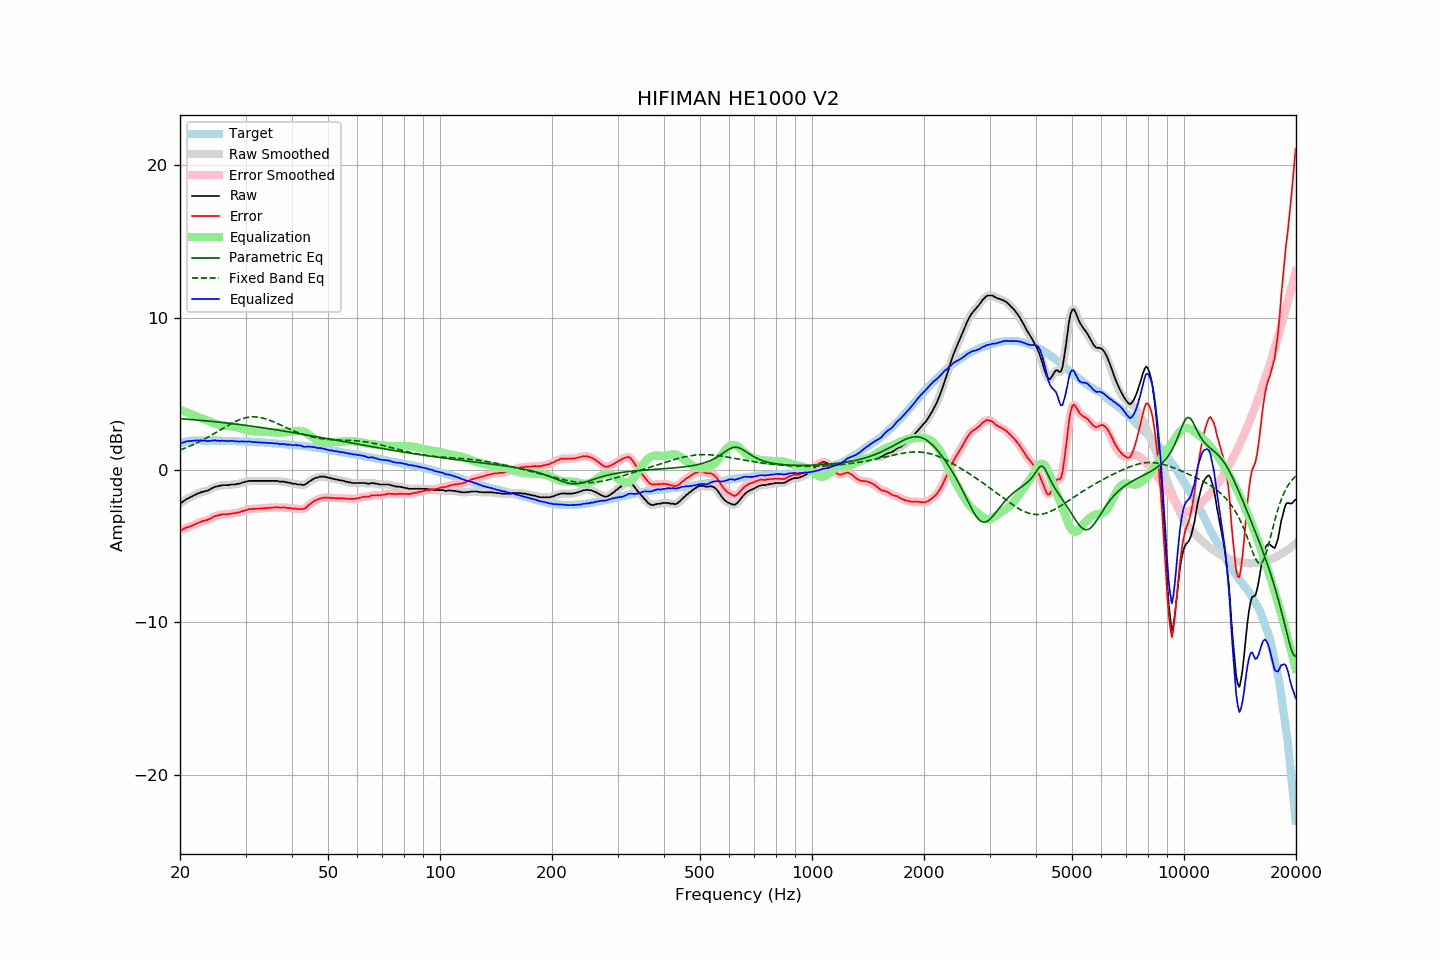 HIFIMAN HE1000 V2
Target
Raw Smoothed
Error Smoothed
Raw
Error
Equalization
Parametric Eq
Fixed Band Eq
Equalized
Amplitude (dBr)
20
10
0
−10
−20
20 50 100 200 500 1000 2000 5000 10000 20000
Frequency (Hz)